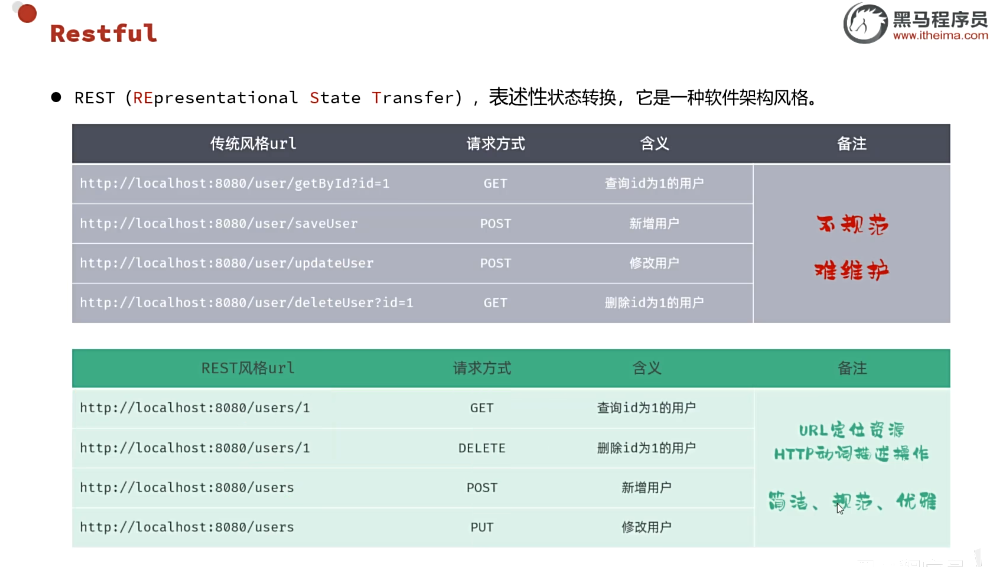 Restful
黑马程序员
www.itheima.com
REST（REpresentational State Transfer），表述性状态转换，它是一种软件架构风格。
传统风格url 请求方式 含义 备注
http://localhost:8080/user/getById?id=1 GET 查询id为1的用户
http://localhost:8080/user/saveUser POST 新增用户
http://localhost:8080/user/updateUser POST 修改用户
http://localhost:8080/user/deleteUser?id=1 GET 删除id为1的用户
不规范
难维护
REST风格url 请求方式 含义 备注
http://localhost:8080/users/1 GET 查询id为1的用户
http://localhost:8080/users/1 DELETE 删除id为1的用户
http://localhost:8080/users POST 新增用户
http://localhost:8080/users PUT 修改用户
URL定位资源
HTTP动词描述操作
简洁、规范、优雅